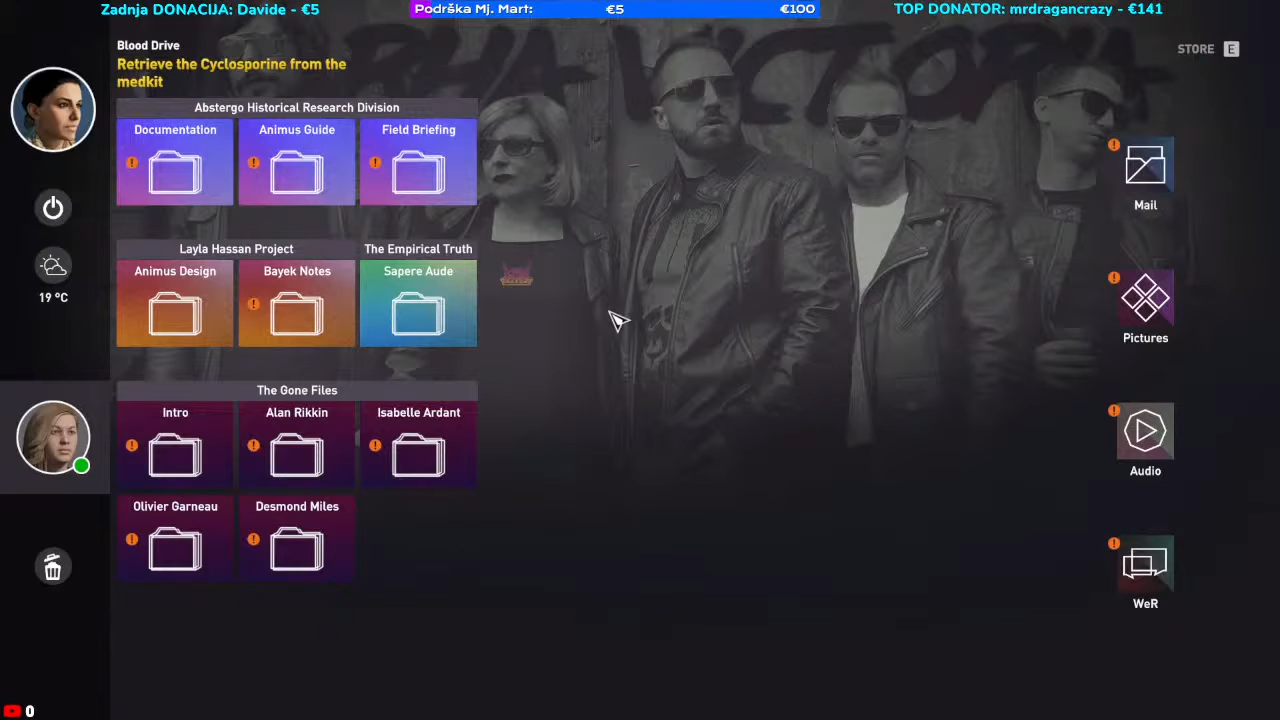 Zadnja DONACIJA: Davide - €5
Podrška Mj. Mart: €5 €100
TOP DONATOR: mrdragancrazy - €141
Blood Drive
Retrieve the Cyclosporine from the
medkit
STORE E
Abstergo Historical Research Division
Documentation
Animus Guide
Field Briefing
Layla Hassan Project
The Empirical Truth
Animus Design
Bayek Notes
Sapere Aude
The Gone Files
Intro
Alan Rikkin
Isabelle Ardant
Olivier Garneau
Desmond Miles
19 °C
Mail
Pictures
Audio
WeR
0